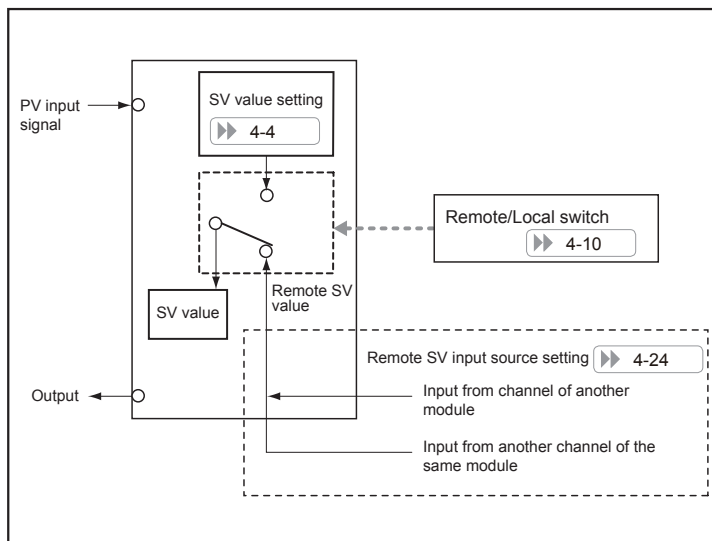 SV value setting
4-4
PV input
signal
Remote/Local switch
4-10
Remote SV
value
SV value
Remote SV input source setting 4-24
Input from channel of another
module
Output
Input from another channel of the
same module